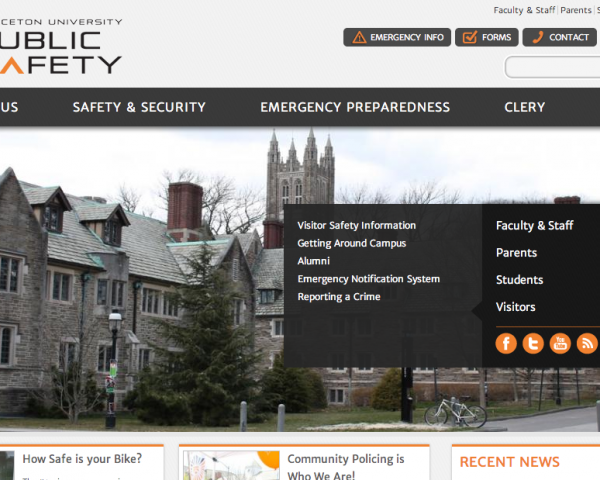 Faculty & Staff | Parents | S
CETON UNIVERSITY
UBLIC
AFETY
EMERGENCY INFO
FORMS
CONTACT
US
SAFETY & SECURITY
EMERGENCY PREPAREDNESS
CLERY
Visitor Safety Information
Getting Around Campus
Alumni
Emergency Notification System
Reporting a Crime
Faculty & Staff
Parents
Students
Visitors
You Tube
How Safe is your Bike?
Community Policing is
Who We Are!
RECENT NEWS